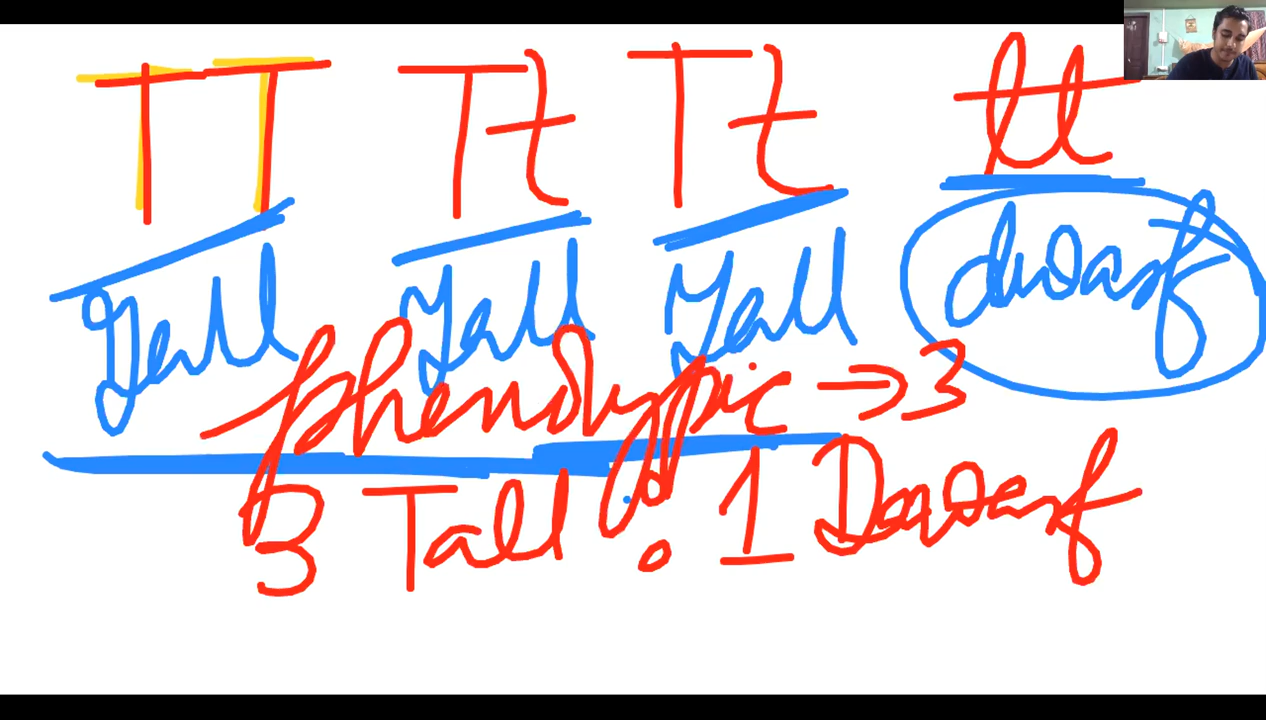 TT Tt Tt tt
Tall Tall Tall dwarf
phenotypic → 3
3 Tall : 1 Dwarf